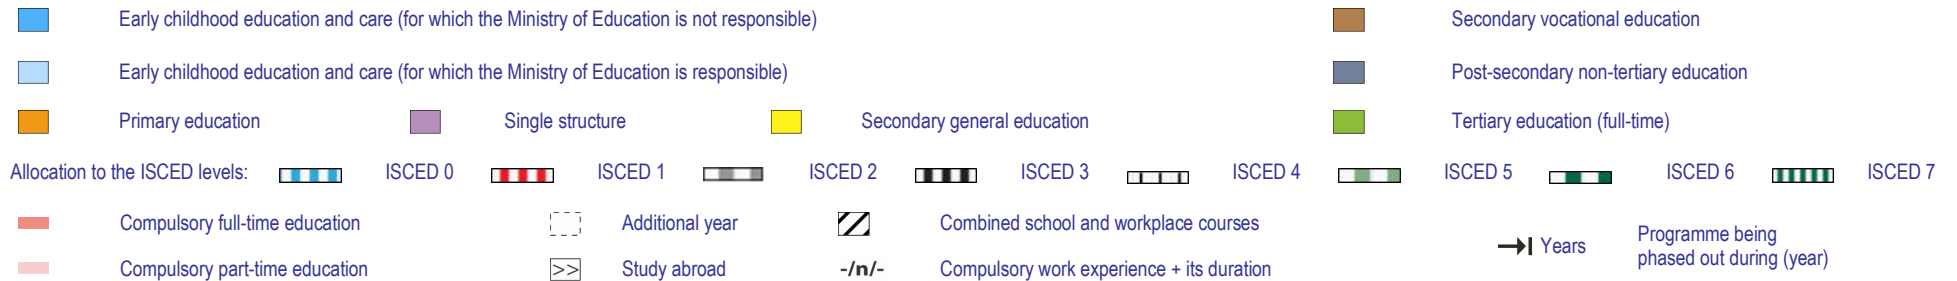 Early childhood education and care (for which the Ministry of Education is not responsible)
Secondary vocational education
Early childhood education and care (for which the Ministry of Education is responsible)
Post-secondary non-tertiary education
Primary education
Single structure
Secondary general education
Tertiary education (full-time)
Allocation to the ISCED levels:
ISCED 0
ISCED 1
ISCED 2
ISCED 3
ISCED 4
ISCED 5
ISCED 6
ISCED 7
Compulsory full-time education
Additional year
Combined school and workplace courses
Years
Programme being
phased out during (year)
Compulsory part-time education
>>
Study abroad
-/n/-
Compulsory work experience + its duration